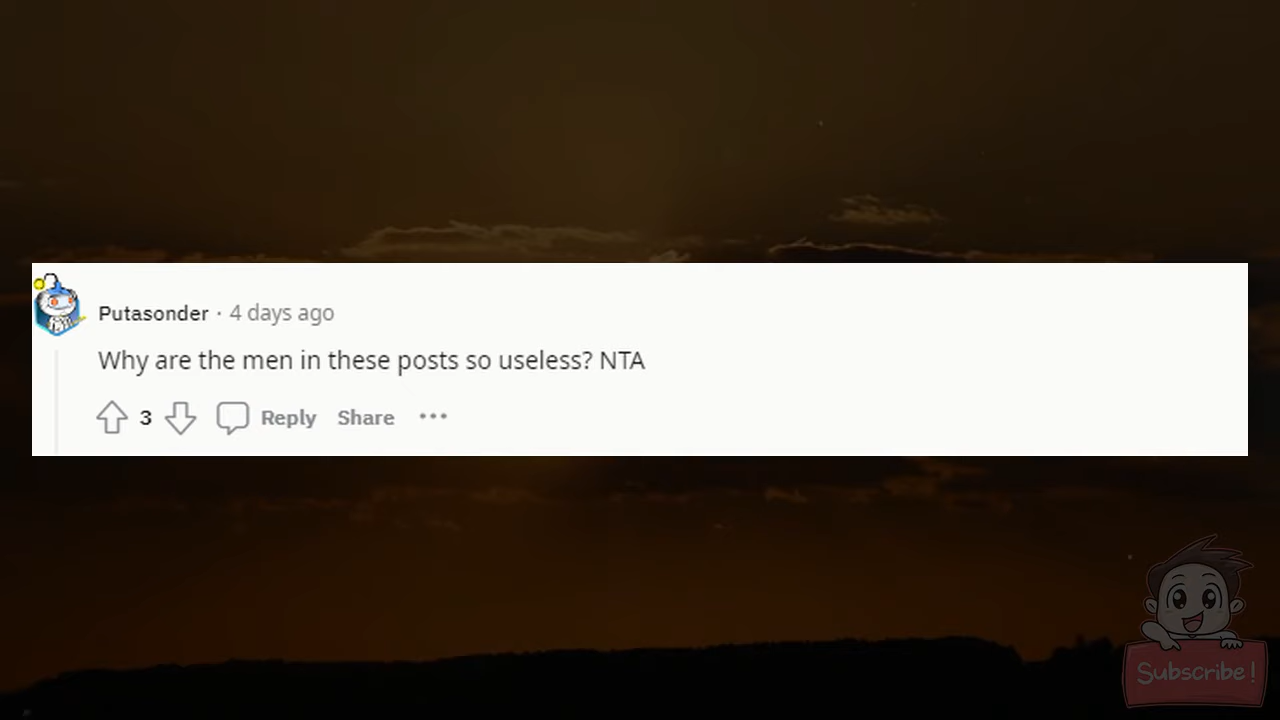 Putasonder · 4 days ago
Why are the men in these posts so useless? NTA
3 Reply Share ···
Subscribe!